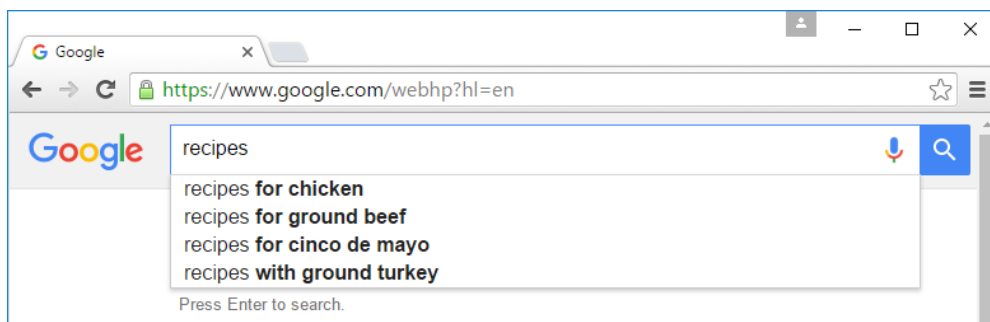 Google
https://www.google.com/webhp?hl=en
Google recipes
recipes for chicken
recipes for ground beef
recipes for cinco de mayo
recipes with ground turkey
Press Enter to search.